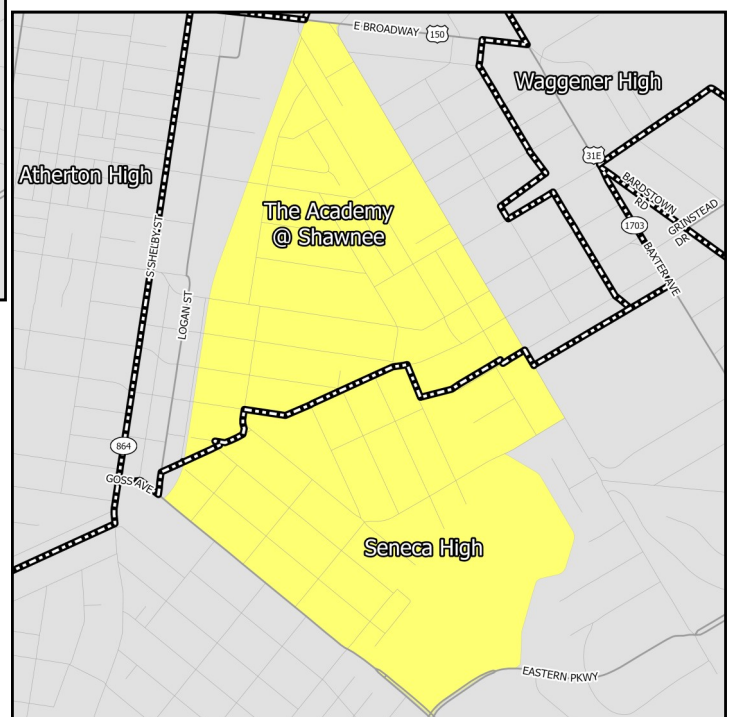 E BROADWAY
150
Waggener High
Atherton High
31E
BARDSTOWN
RD
GRINSTEAD
DR
The Academy
@ Shawnee
1703
BAXTER AVE
S SHELBY ST
LOGAN ST
864
GOSS AVE
Seneca High
EASTERN PKWY